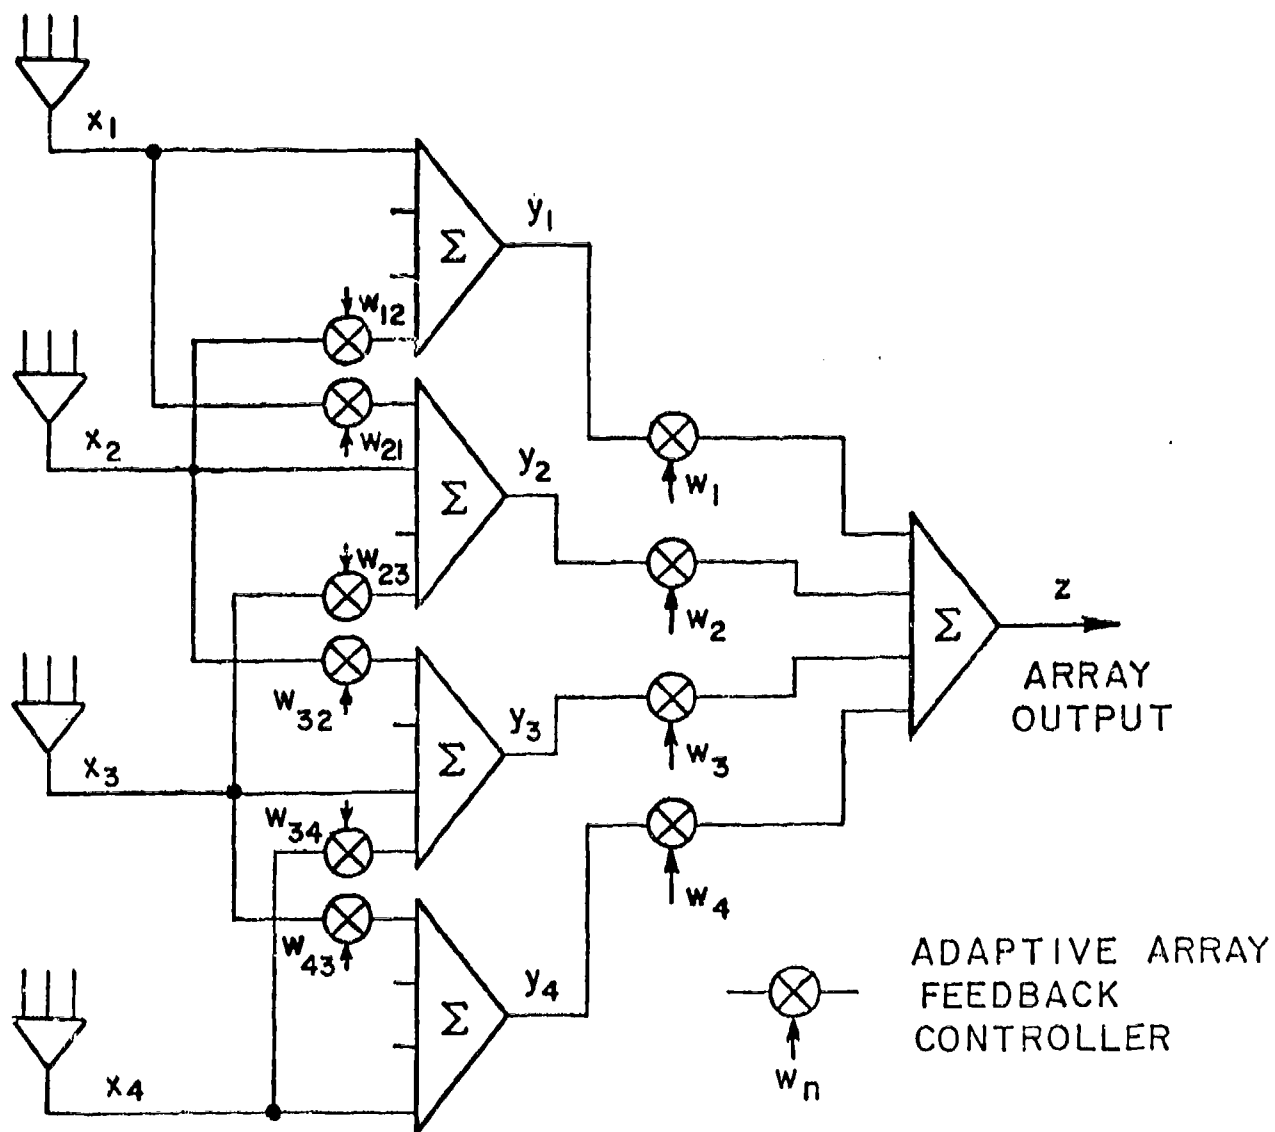 x1
y1
Σ
w12
x2
w21
y2
w1
Σ
w23
w2
z
Σ
w32
y3
ARRAY
OUTPUT
x3
w3
Σ
w34
w4
w43
y4
ADAPTIVE ARRAY
FEEDBACK
CONTROLLER
Σ
x4
wn